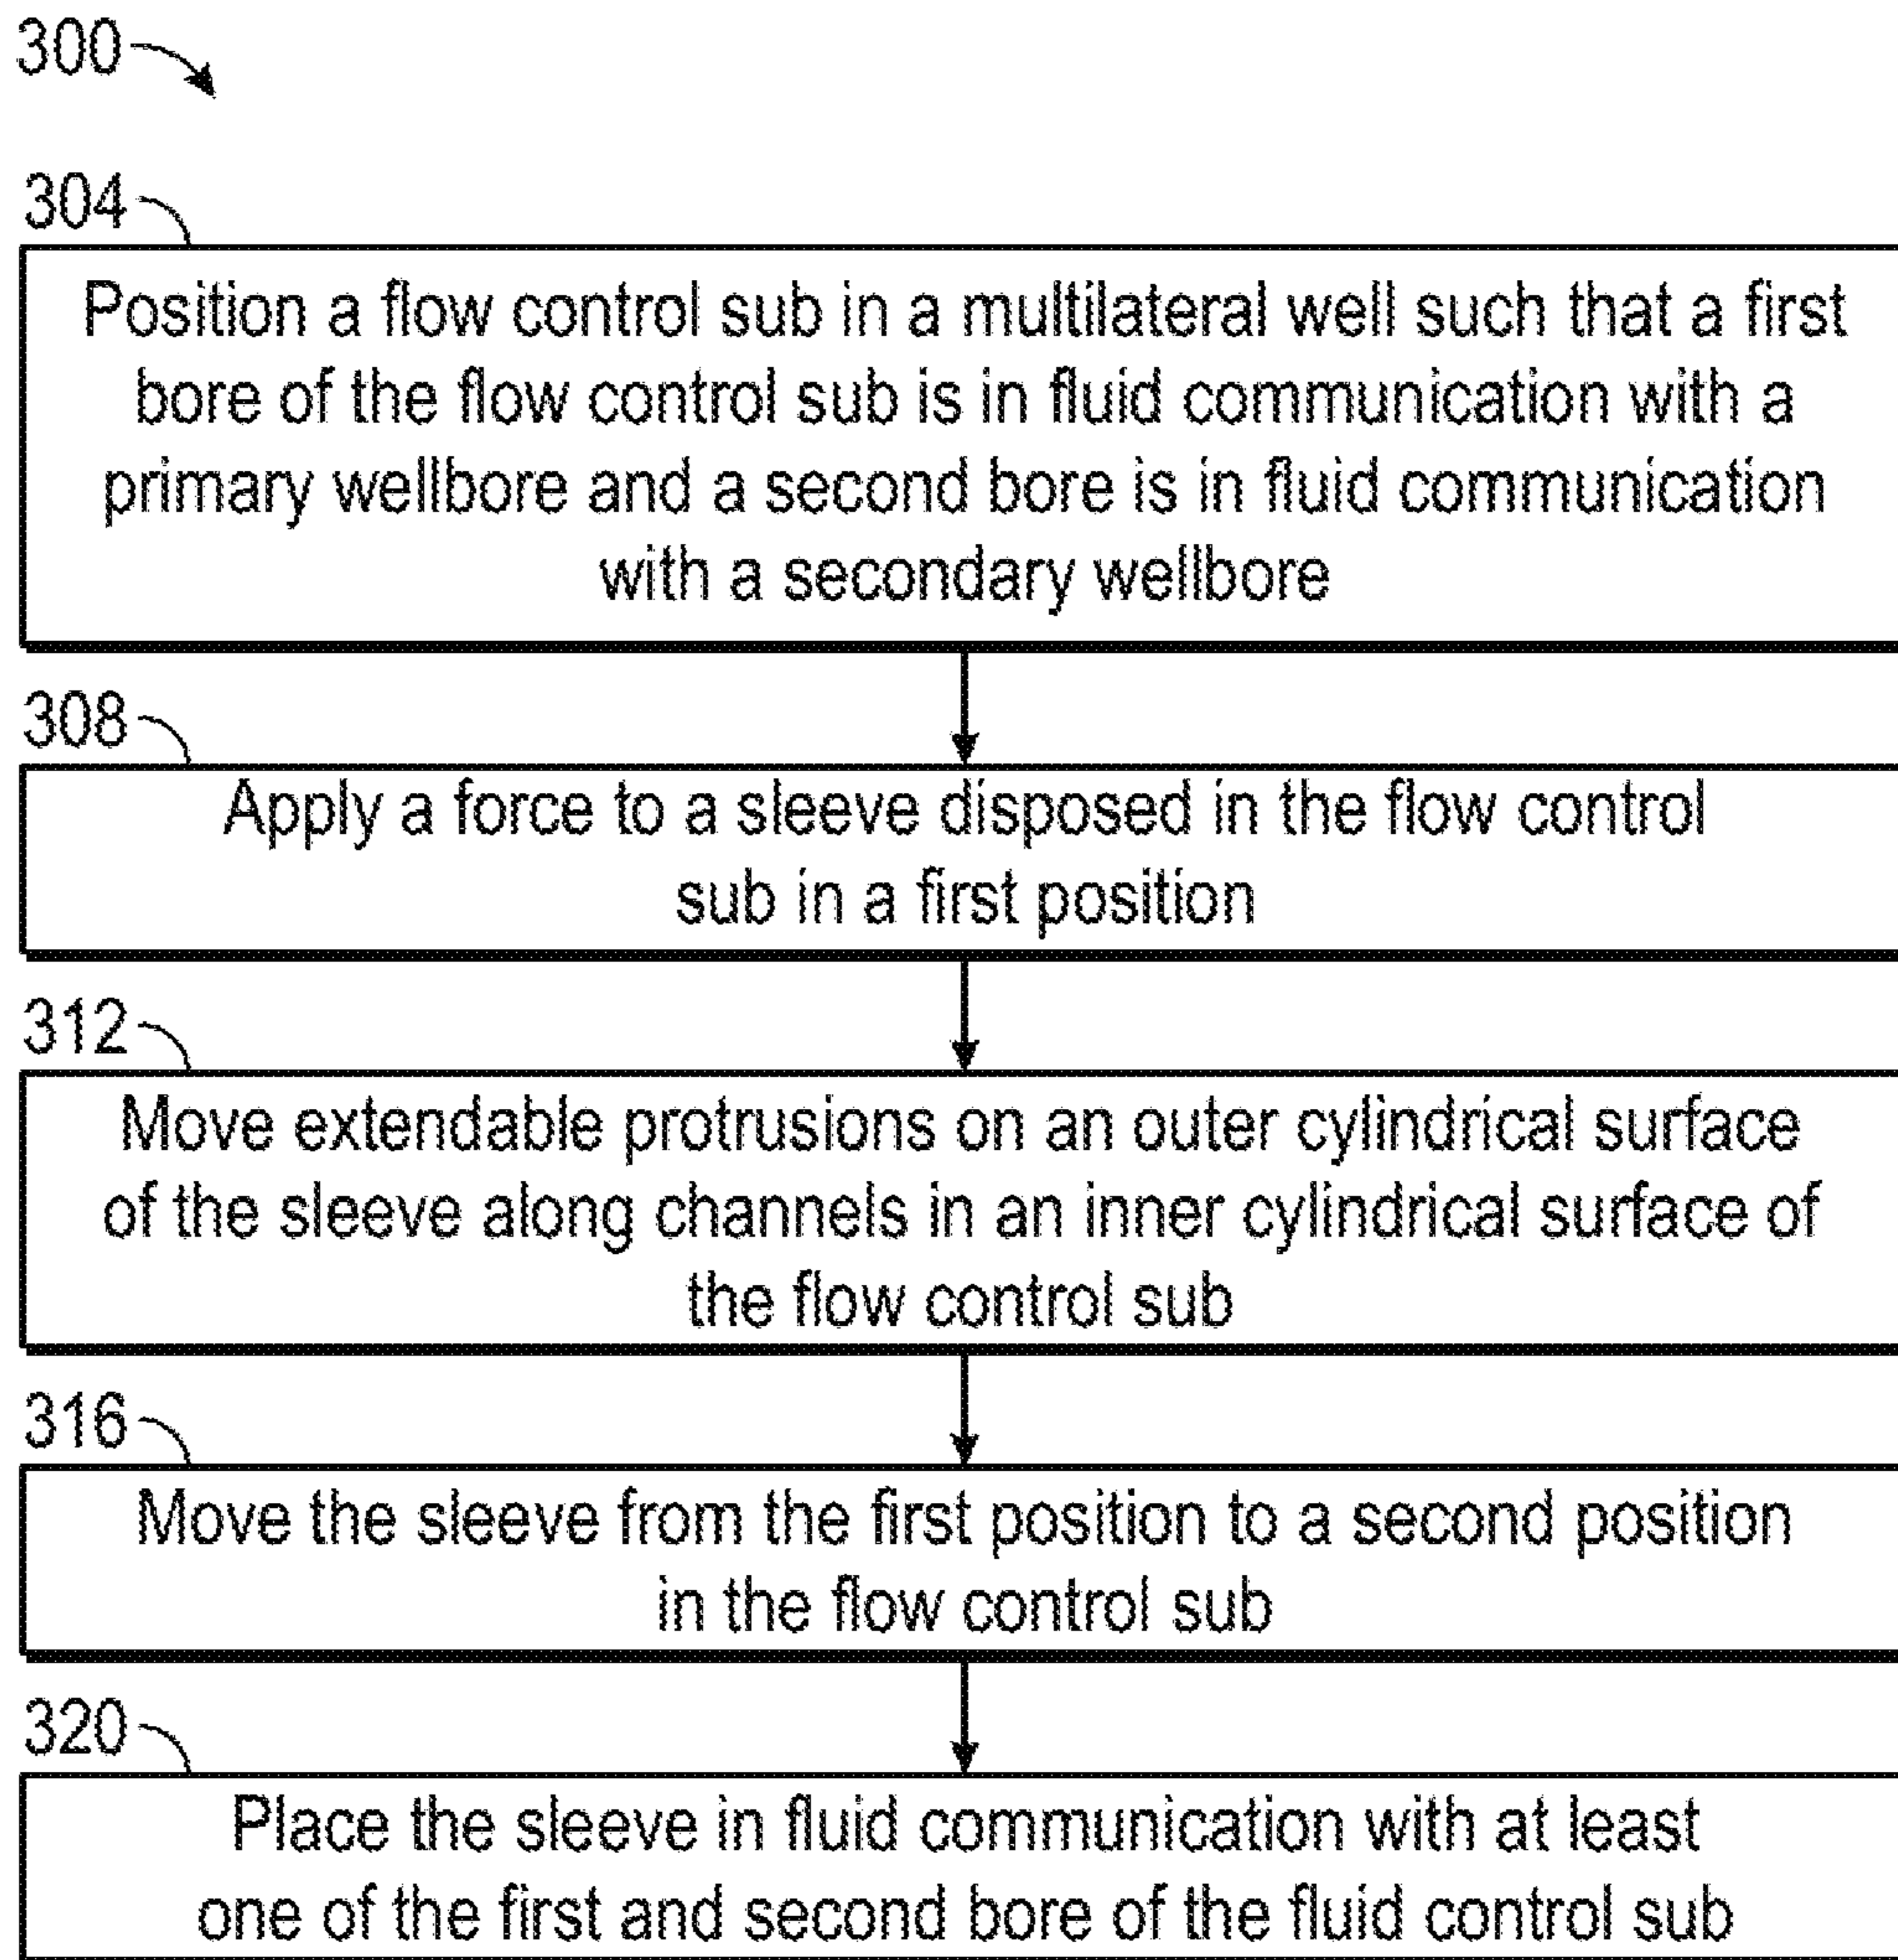 300
304
Position a flow control sub in a multilateral well such that a first
bore of the flow control sub is in fluid communication with a
primary wellbore and a second bore is in fluid communication
with a secondary wellbore
308
Apply a force to a sleeve disposed in the flow control
sub in a first position
312
Move extendable protrusions on an outer cylindrical surface
of the sleeve along channels in an inner cylindrical surface of
the flow control sub
316
Move the sleeve from the first position to a second position
in the flow control sub
320
Place the sleeve in fluid communication with at least
one of the first and second bore of the fluid control sub